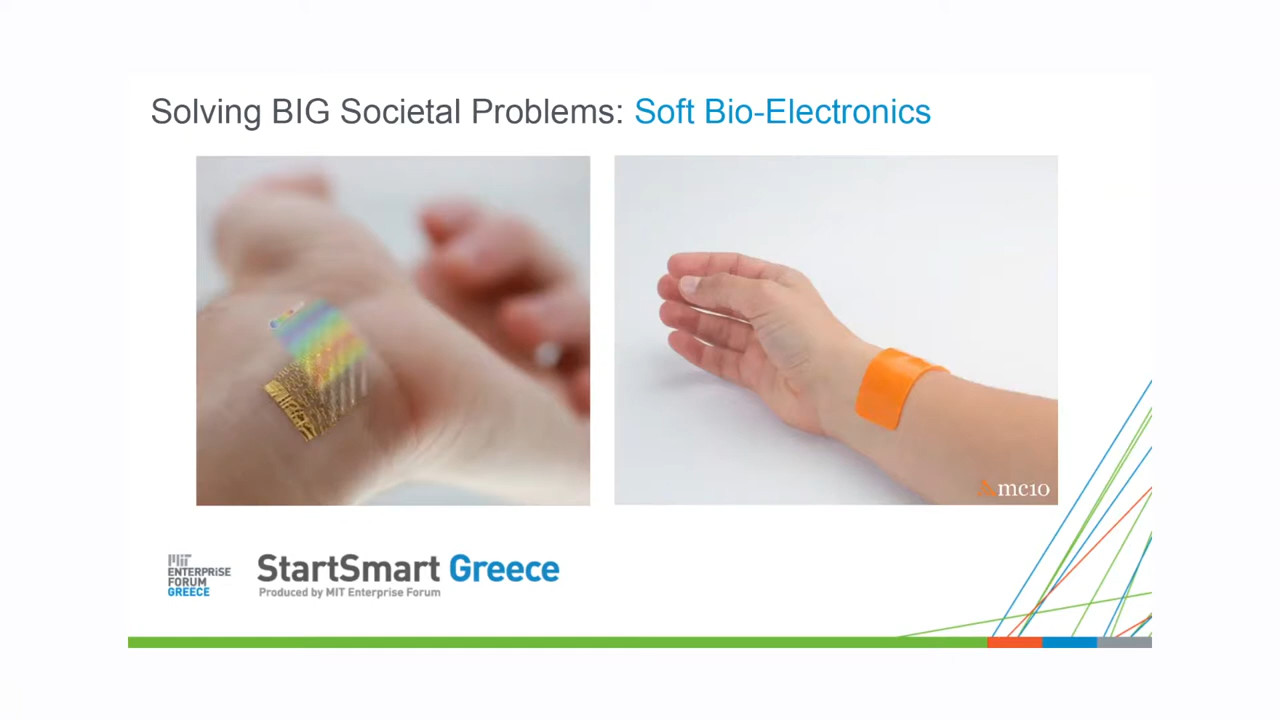 Solving BIG Societal Problems: Soft Bio-Electronics
mc10
MIT
ENTERPRISE
FORUM
GREECE
StartSmart Greece
Produced by MIT Enterprise Forum